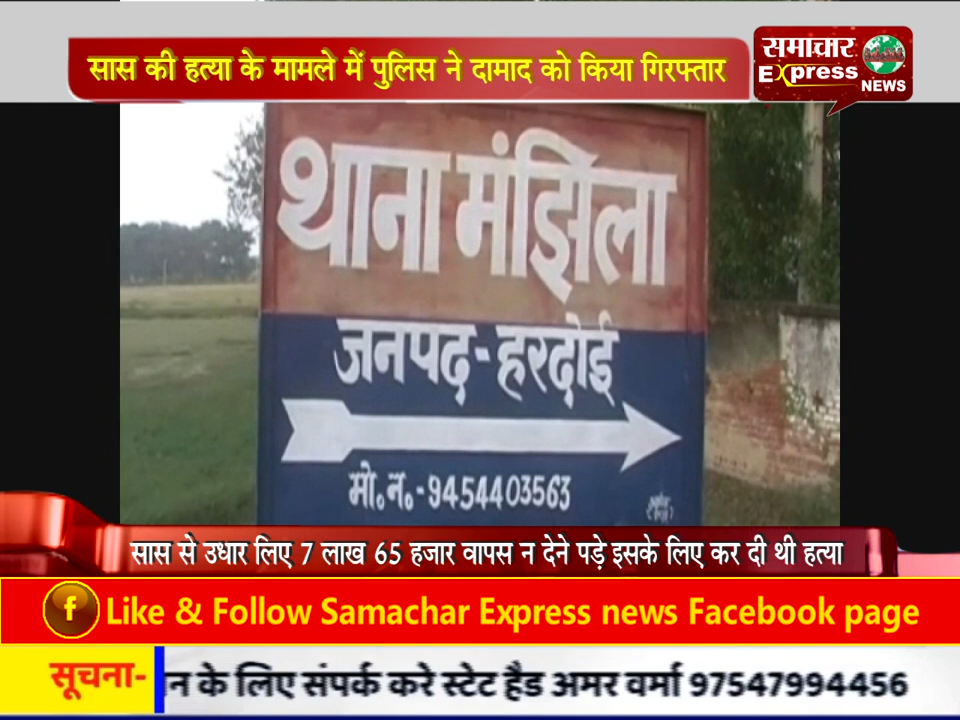 सास की हत्या के मामले में पुलिस ने दामाद को किया गिरफ्तार
समाचार
Express
NEWS
थाना मंझिला
जनपद-हरदोई
मो०न०-9454403563
सास से उधार लिए 7 लाख 65 हजार वापस न देने पड़े इसके लिए कर दी थी हत्या
f Like & Follow Samachar Express news Facebook page
सूचना- न के लिए संपर्क करे स्टेट हैड अमर वर्मा 97547994456